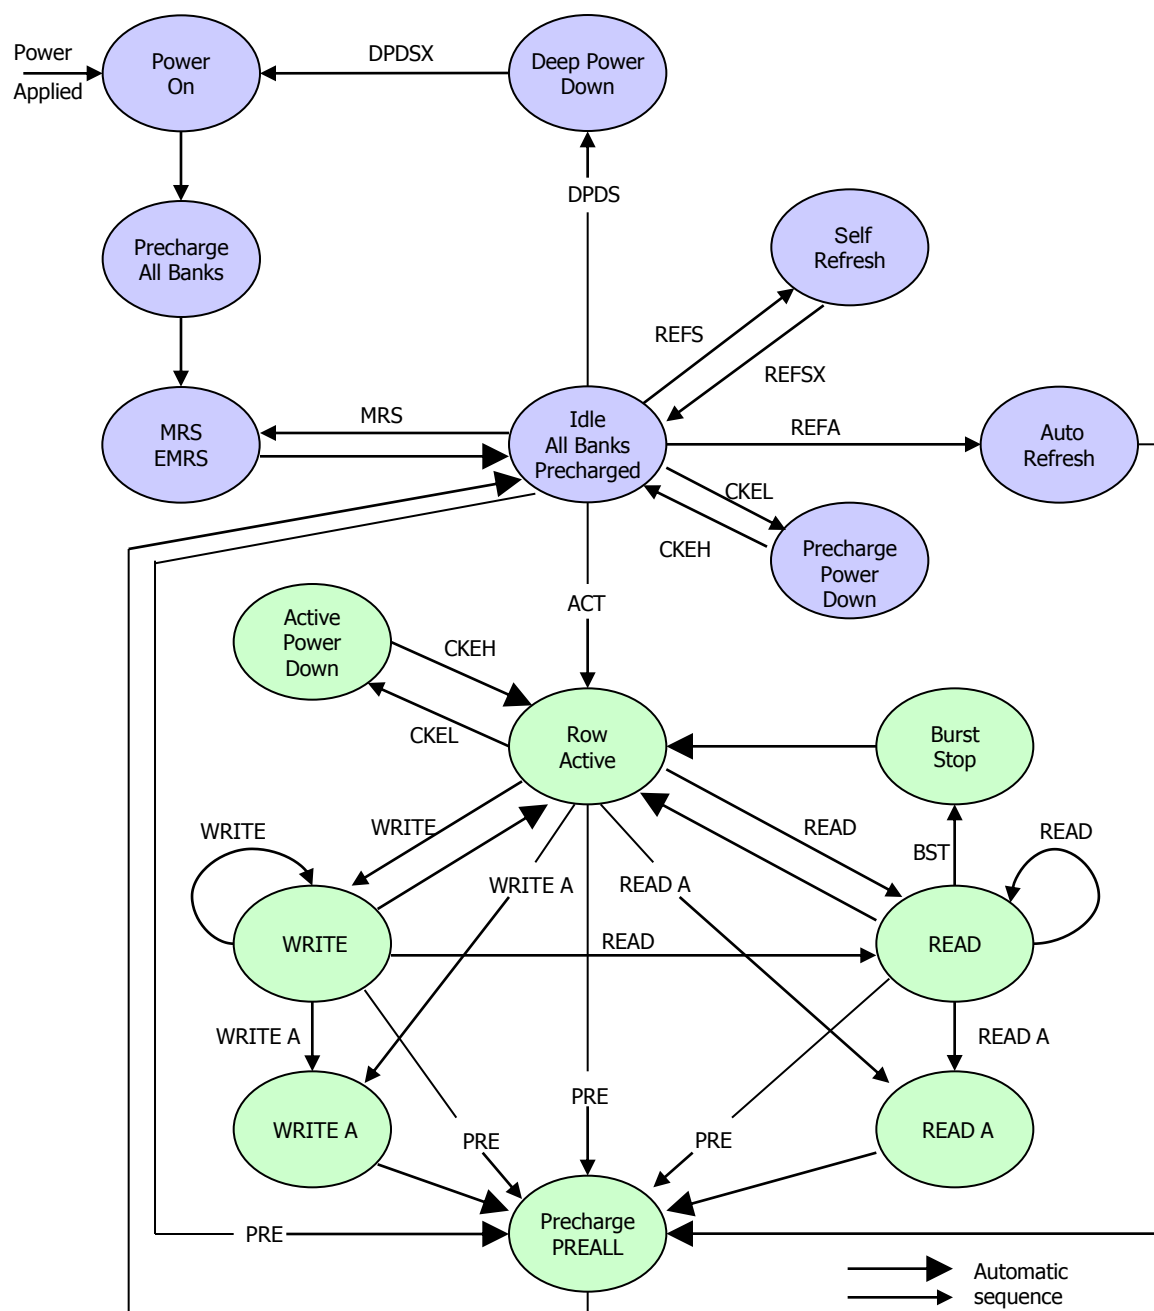 Power
Applied
Power
On
DPDSX
Deep Power
Down
DPDS
Precharge
All Banks
Self
Refresh
REFS
REFSX
MRS
EMRS
MRS
Idle
All Banks
Precharged
REFA
Auto
Refresh
CKEL
CKEH
Precharge
Power
Down
ACT
Active
Power
Down
CKEH
CKEL
Row
Active
Burst
Stop
WRITE
WRITE
READ
BST
READ
WRITE A
READ A
WRITE
READ
READ
WRITE A
READ A
PRE
WRITE A
PRE
PRE
READ A
PRE
Precharge
PREALL
Automatic
sequence